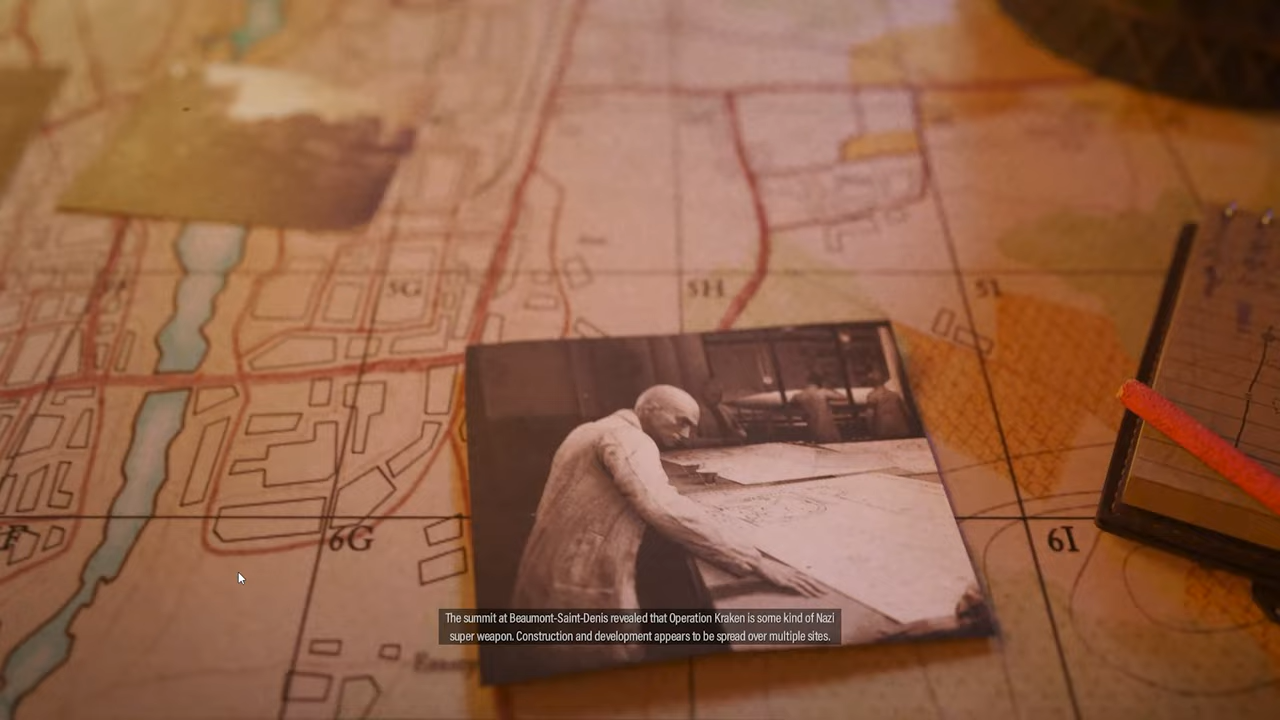 5G
5H
5I
6G
6I
The summit at Beaumont-Saint-Denis revealed that Operation Kraken is some kind of Nazi
super weapon. Construction and development appears to be spread over multiple sites.